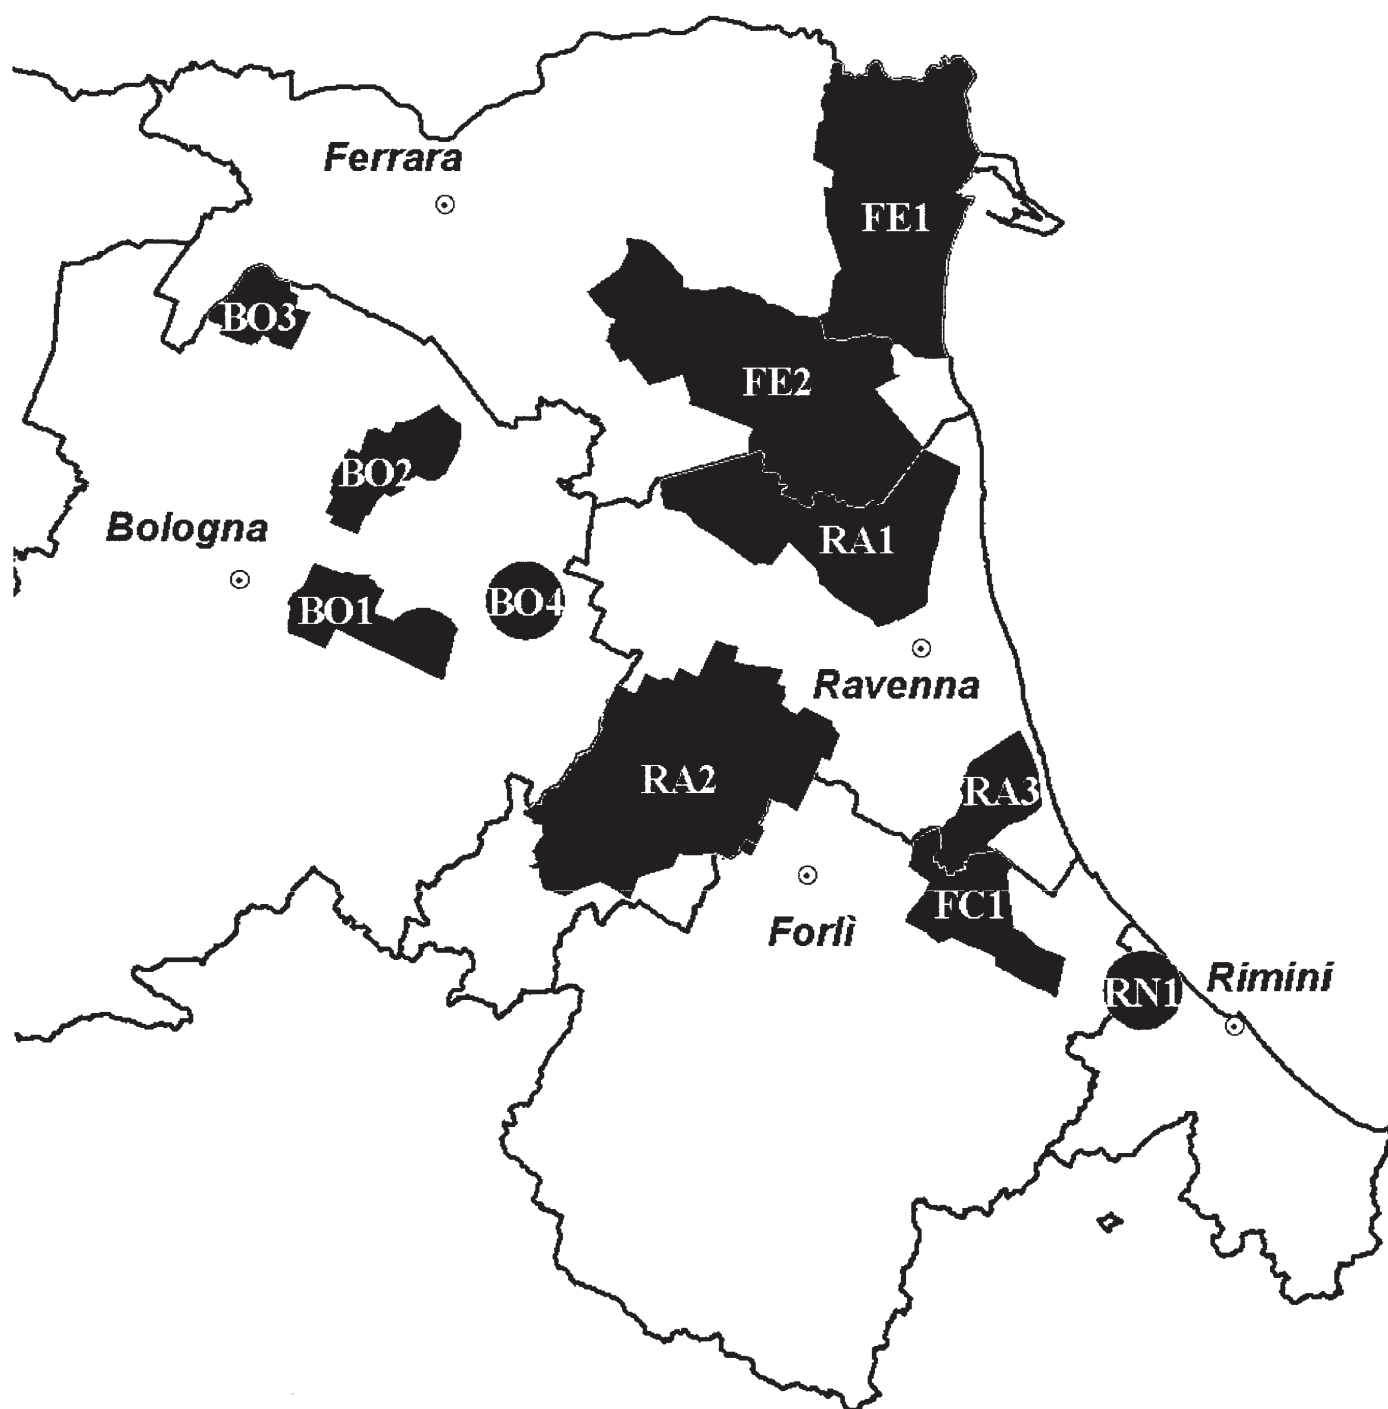 Ferrara
FE1
BO3
FE2
BO2
Bologna
RA1
BO1
BO4
Ravenna
RA2
RA3
FC1
Forlì
RN1
Rimini